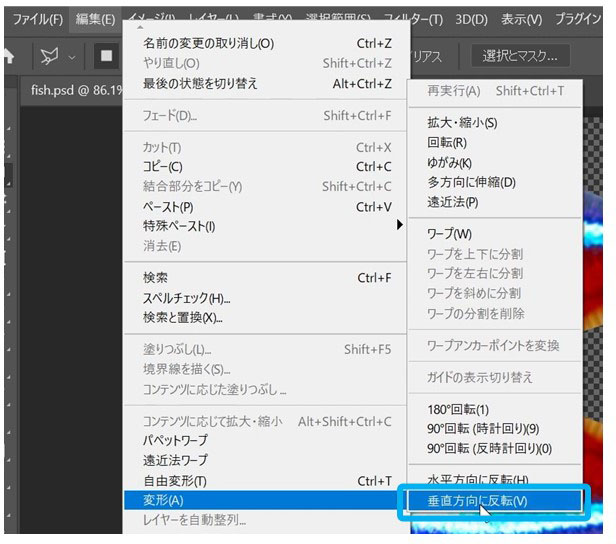 ファイル(F) 編集(E) イメージ(I) レイヤー(L) 書式(Y) 選択範囲(S) フィルター(T) 3D(D) 表示(V) プラグイン
リアス 選択とマスク...
fish.psd @ 86.1%
名前の変更の取り消し(O) Ctrl+Z
やり直し(O) Shift+Ctrl+Z
最後の状態を切り替え Alt+Ctrl+Z
フェード(D)... Shift+Ctrl+F
カット(T) Ctrl+X
コピー(C) Ctrl+C
結合部分をコピー(Y) Shift+Ctrl+C
ペースト(P) Ctrl+V
特殊ペースト(I)
消去(E)
検索 Ctrl+F
スペルチェック(H)...
検索と置換(X)...
塗りつぶし(L)... Shift+F5
境界線を描く(S)...
コンテンツに応じた塗りつぶし...
コンテンツに応じて拡大・縮小 Alt+Shift+Ctrl+C
パペットワープ
遠近法ワープ
自由変形(T) Ctrl+T
変形(A)
レイヤーを自動整列...
再実行(A) Shift+Ctrl+T
拡大・縮小(S)
回転(R)
ゆがみ(K)
多方向に伸縮(D)
遠近法(P)
ワープ(W)
ワープを上下に分割
ワープを左右に分割
ワープを斜めに分割
ワープの分割を削除
ワープアンカーポイントを変換
ガイドの表示切り替え
180°回転(1)
90°回転 (時計回り)(9)
90°回転 (反時計回り)(0)
水平方向に反転(H)
垂直方向に反転(V)